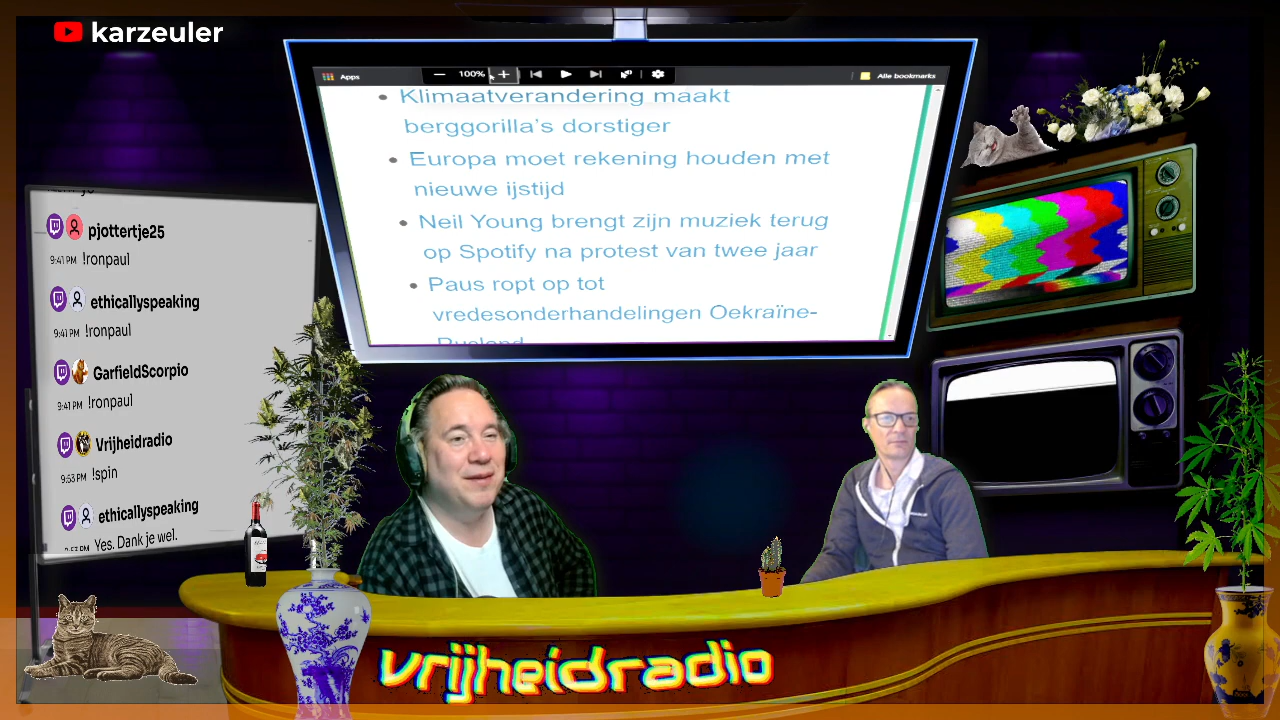 karzeuler
Apps
100%
All bookmarks
Klimaatverandering maakt
berggorilla's dorstiger
Europa moet rekening houden met
nieuwe ijstijd
Neil Young brengt zijn muziek terug
op Spotify na protest van twee jaar
Paus ropt op tot
vredesonderhandelingen Oekraïne-
Rusland
pjottertje25
9:41 PM !ronpaul
ethicallyspeaking
9:41 PM !ronpaul
GarfieldScorpio
9:41 PM !ronpaul
Vrijheidradio
9:53 PM !spin
ethicallyspeaking
Yes. Dank je wel.
vrijheidradio